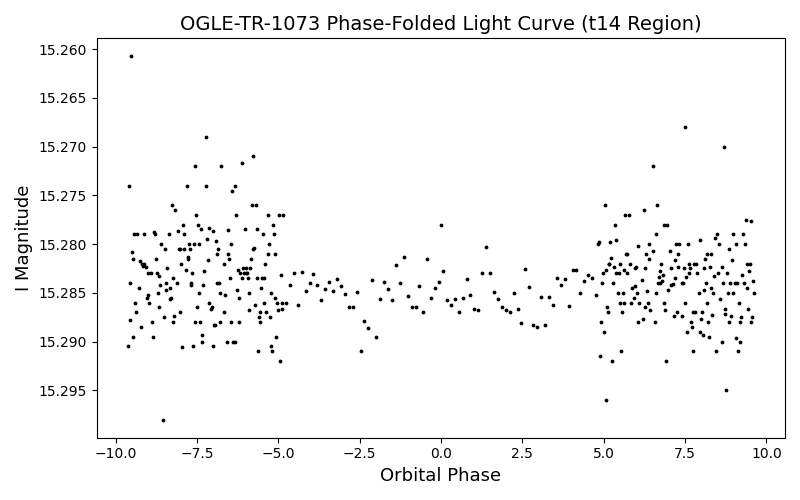 OGLE-TR-1073 Phase-Folded Light Curve (t14 Region)
15.260
15.265
15.270
15.275
15.280
15.285
15.290
15.295
I Magnitude
−10.0 −7.5 −5.0 −2.5 0.0 2.5 5.0 7.5 10.0
Orbital Phase